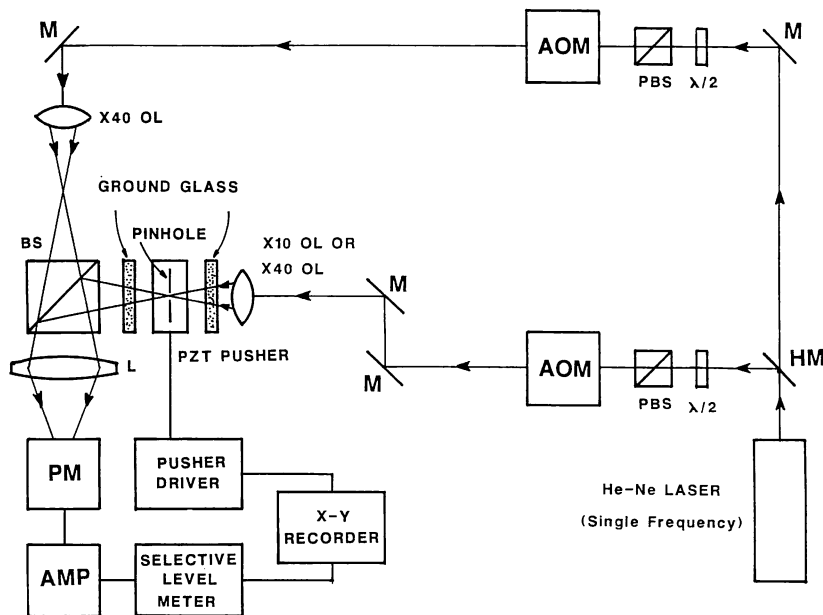 M
AOM
PBS
λ/2
M
X40 OL
GROUND GLASS
PINHOLE
BS
X10 OL OR
X40 OL
M
PZT PUSHER
L
M
AOM
PBS
λ/2
HM
PM
PUSHER
DRIVER
X-Y
RECORDER
He-Ne LASER
(Single Frequency)
AMP
SELECTIVE
LEVEL
METER